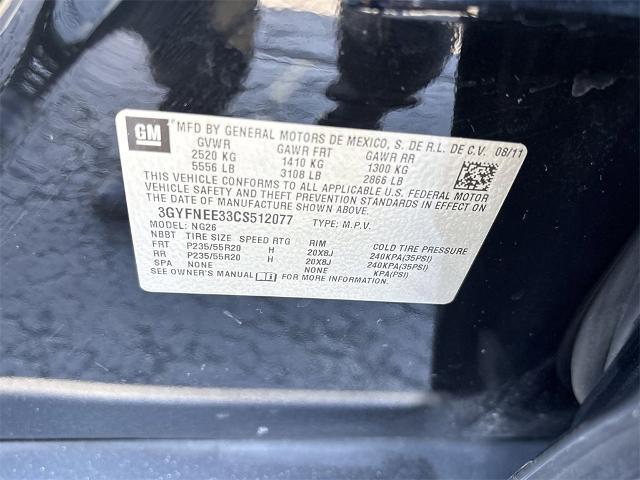 GM MFD BY GENERAL MOTORS DE MEXICO, S. DE R.L. DE C.V. 08/11
GVWR GAWR FRT GAWR RR
2520 KG 1410 KG 1300 KG
5556 LB 3108 LB 2866 LB
THIS VEHICLE CONFORMS TO ALL APPLICABLE U.S. FEDERAL MOTOR
VEHICLE SAFETY AND THEFT PREVENTION STANDARDS IN EFFECT ON
THE DATE OF MANUFACTURE SHOWN ABOVE.
3GYFNEE33CS512077 TYPE: M.P.V.
MODEL: NG26
NBBT TIRE SIZE SPEED RTG RIM COLD TIRE PRESSURE
FRT P235/55R20 H 20X8J 240KPA(35PSI)
RR P235/55R20 H 20X8J 240KPA(35PSI)
SPA NONE NONE KPA(PSI)
SEE OWNER'S MANUAL i FOR MORE INFORMATION.